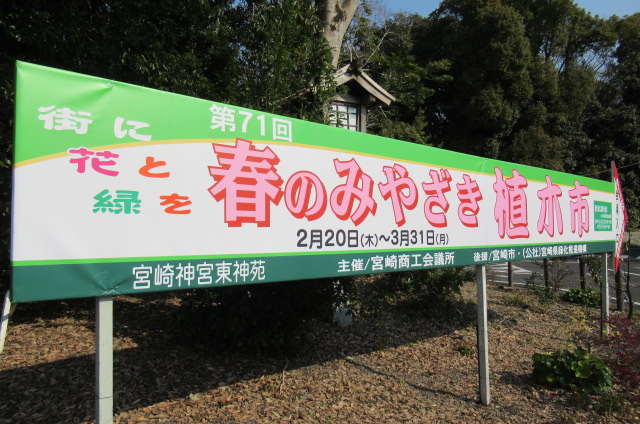 街に
花と
緑を
第71回
春のみやざき植木市
2月20日(木)〜3月31日(月)
宮崎神宮東神苑
主催/宮崎商工会議所
後援/宮崎市・(公社)宮崎県緑化推進機構